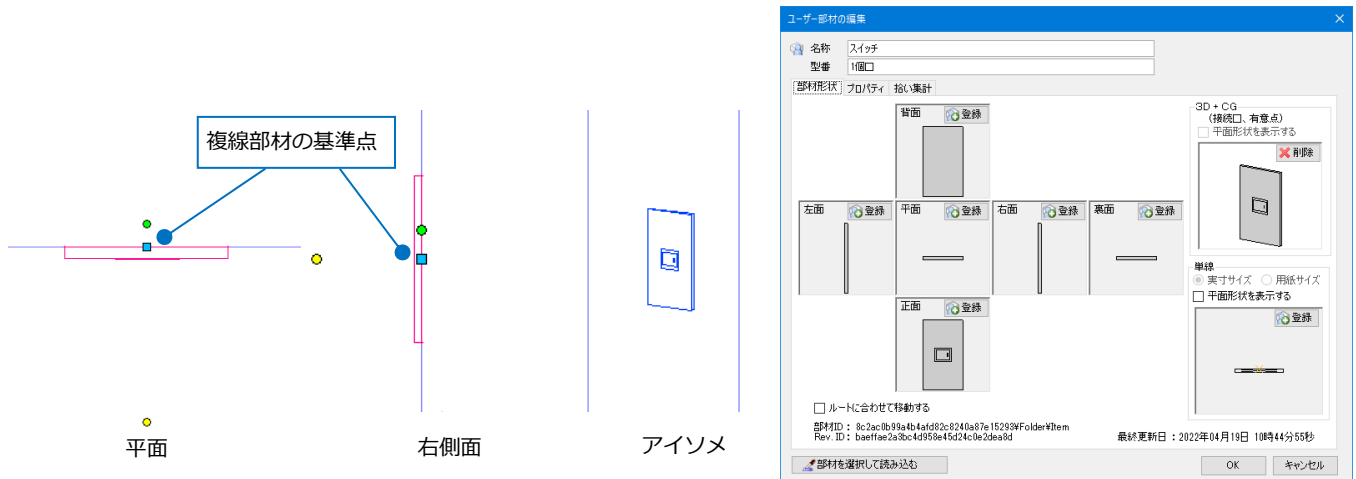 複線部材の基準点
平面
右側面
アイソメ
ユーザー部材の編集
名称 スイッチ
型番 1個口
部材形状 プロパティ 拾い集計
背面 登録
左面 登録
平面 登録
右面 登録
裏面 登録
正面 登録
3D + CG
(接続口、有意点)
平面形状を表示する
削除
単線
実寸サイズ 用紙サイズ
平面形状を表示する
登録
ルートに合わせて移動する
部材ID : 8c2ac0b99a4b4afd82c8240a87e15293¥Folder¥Item
Rev. ID : baeffae2a3bc4d958e45d24c0e2dea8d
最終更新日 : 2022年04月19日 10時44分55秒
部材を選択して読み込む
OK キャンセル